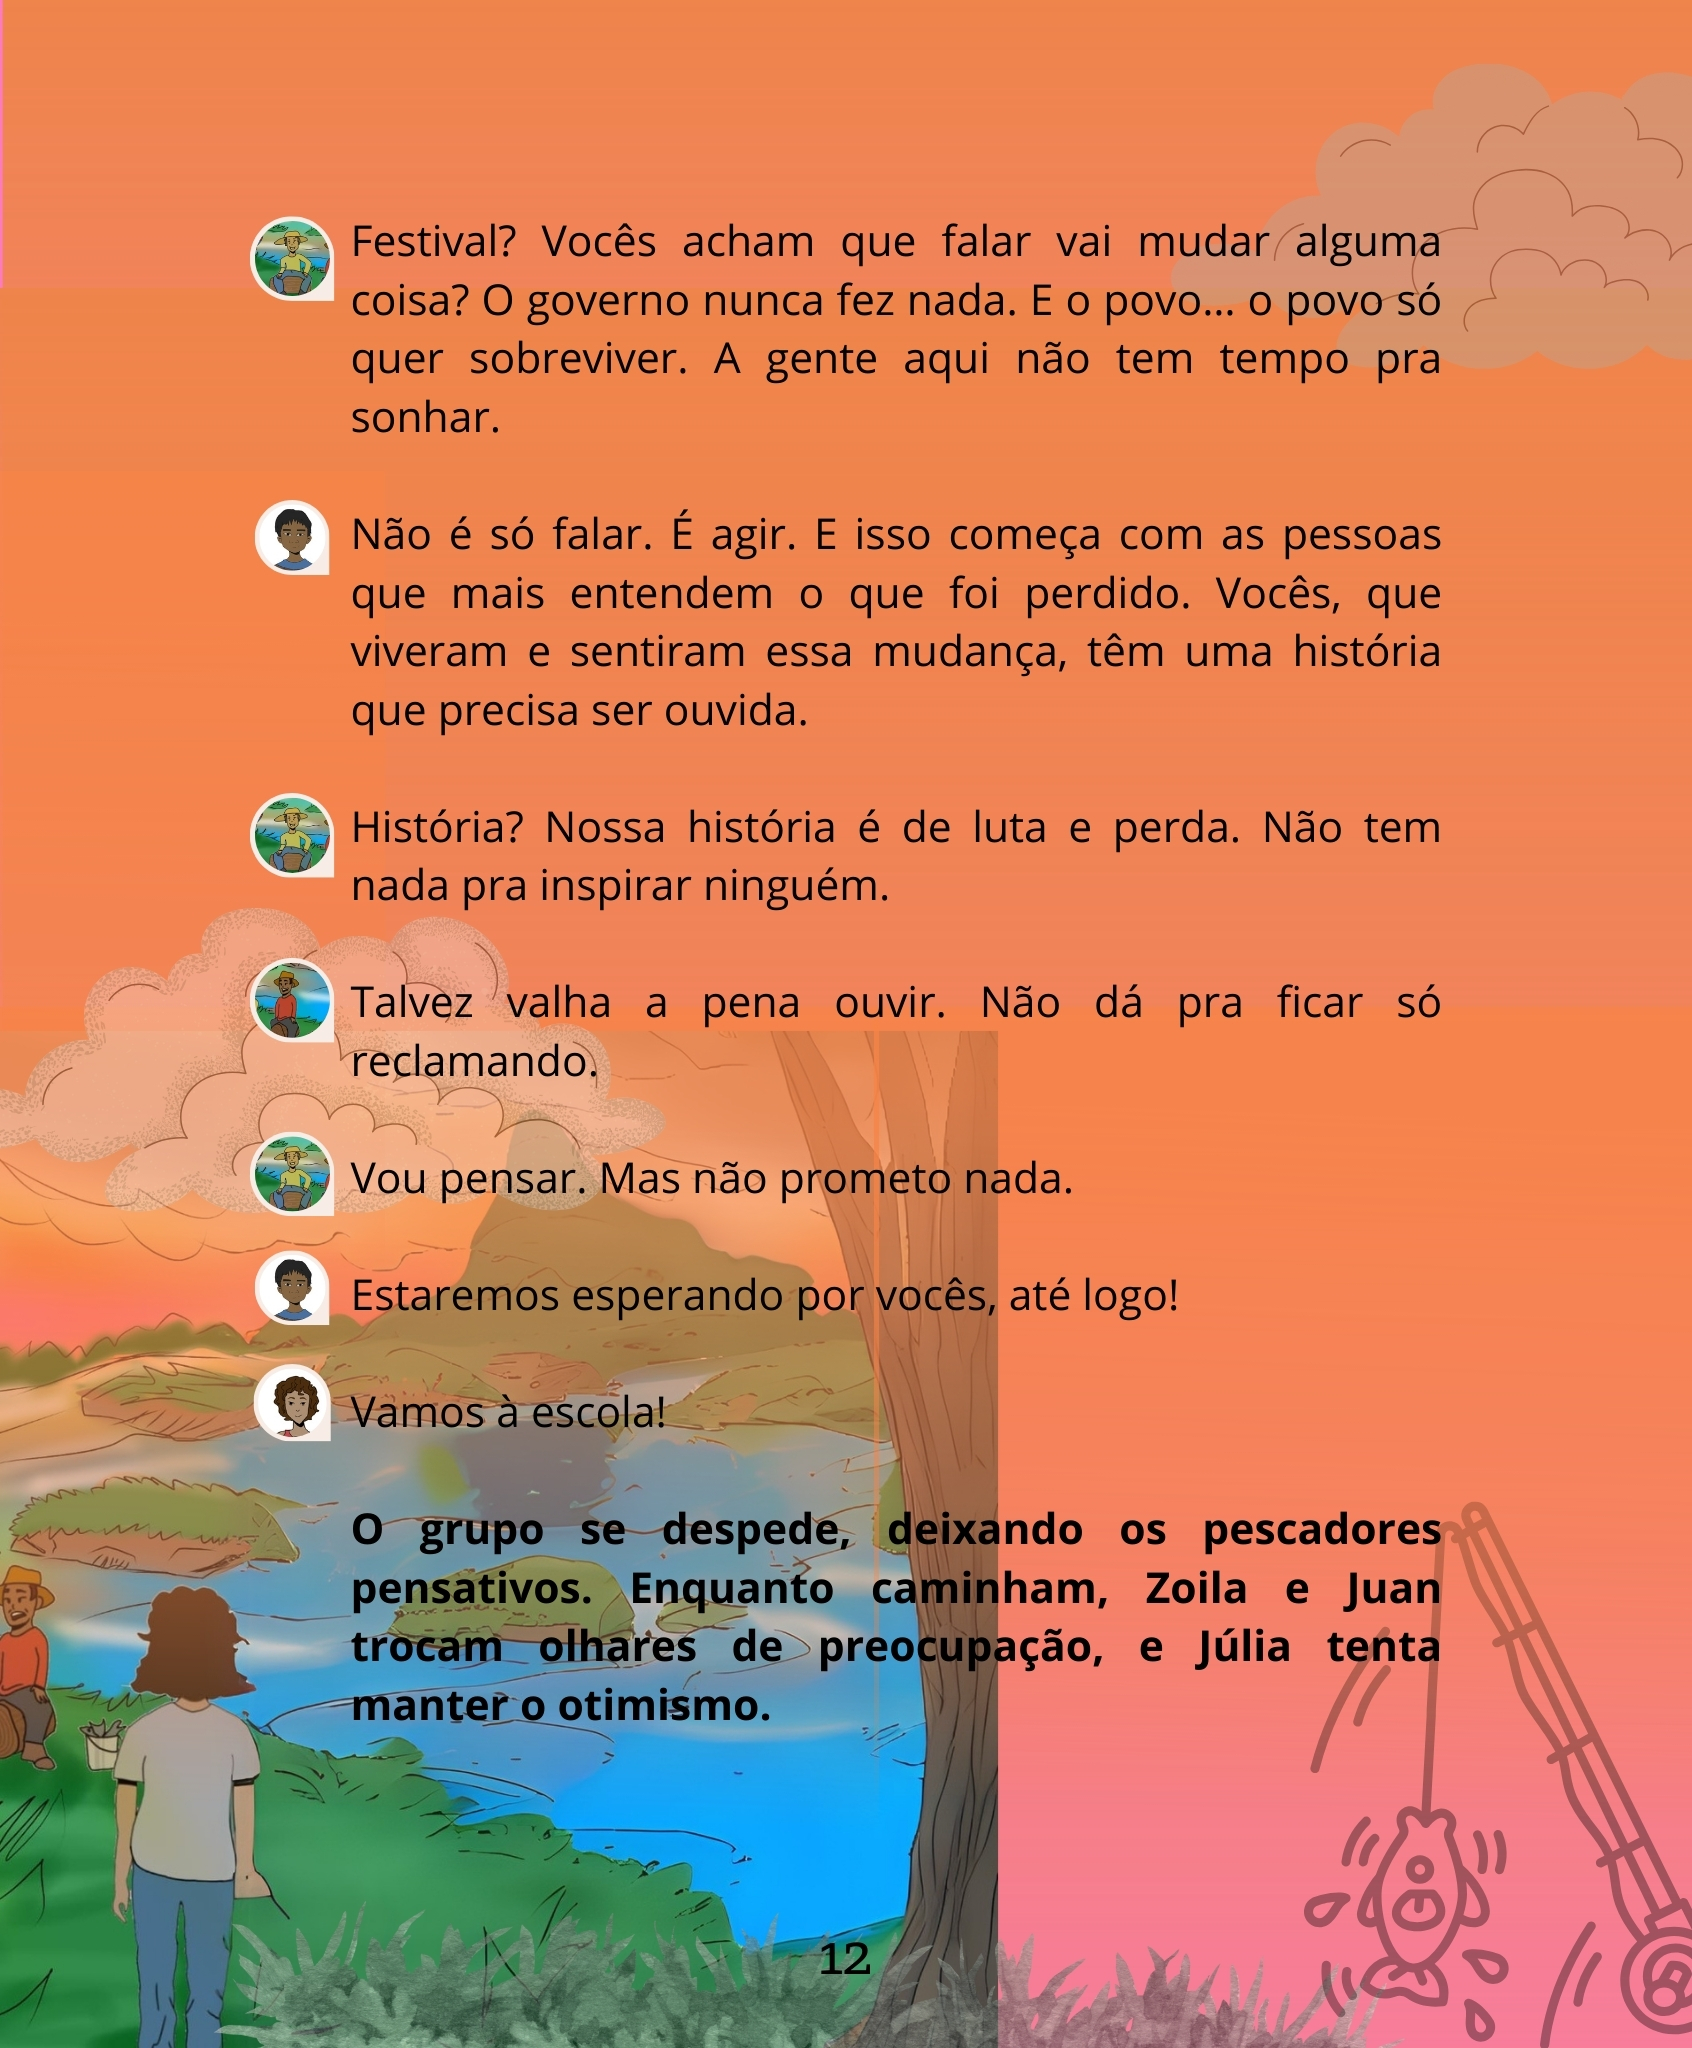 Festival? Vocês acham que falar vai mudar alguma
coisa? O governo nunca fez nada. E o povo... o povo só
quer sobreviver. A gente aqui não tem tempo pra
sonhar.
Não é só falar. É agir. E isso começa com as pessoas
que mais entendem o que foi perdido. Vocês, que
viveram e sentiram essa mudança, têm uma história
que precisa ser ouvida.
História? Nossa história é de luta e perda. Não tem
nada pra inspirar ninguém.
Talvez valha a pena ouvir. Não dá pra ficar só
reclamando.
Vou pensar. Mas não prometo nada.
Estaremos esperando por vocês, até logo!
Vamos à escola!
O grupo se despede, deixando os pescadores
pensativos. Enquanto caminham, Zoila e Juan
trocam olhares de preocupação, e Júlia tenta
manter o otimismo.
12